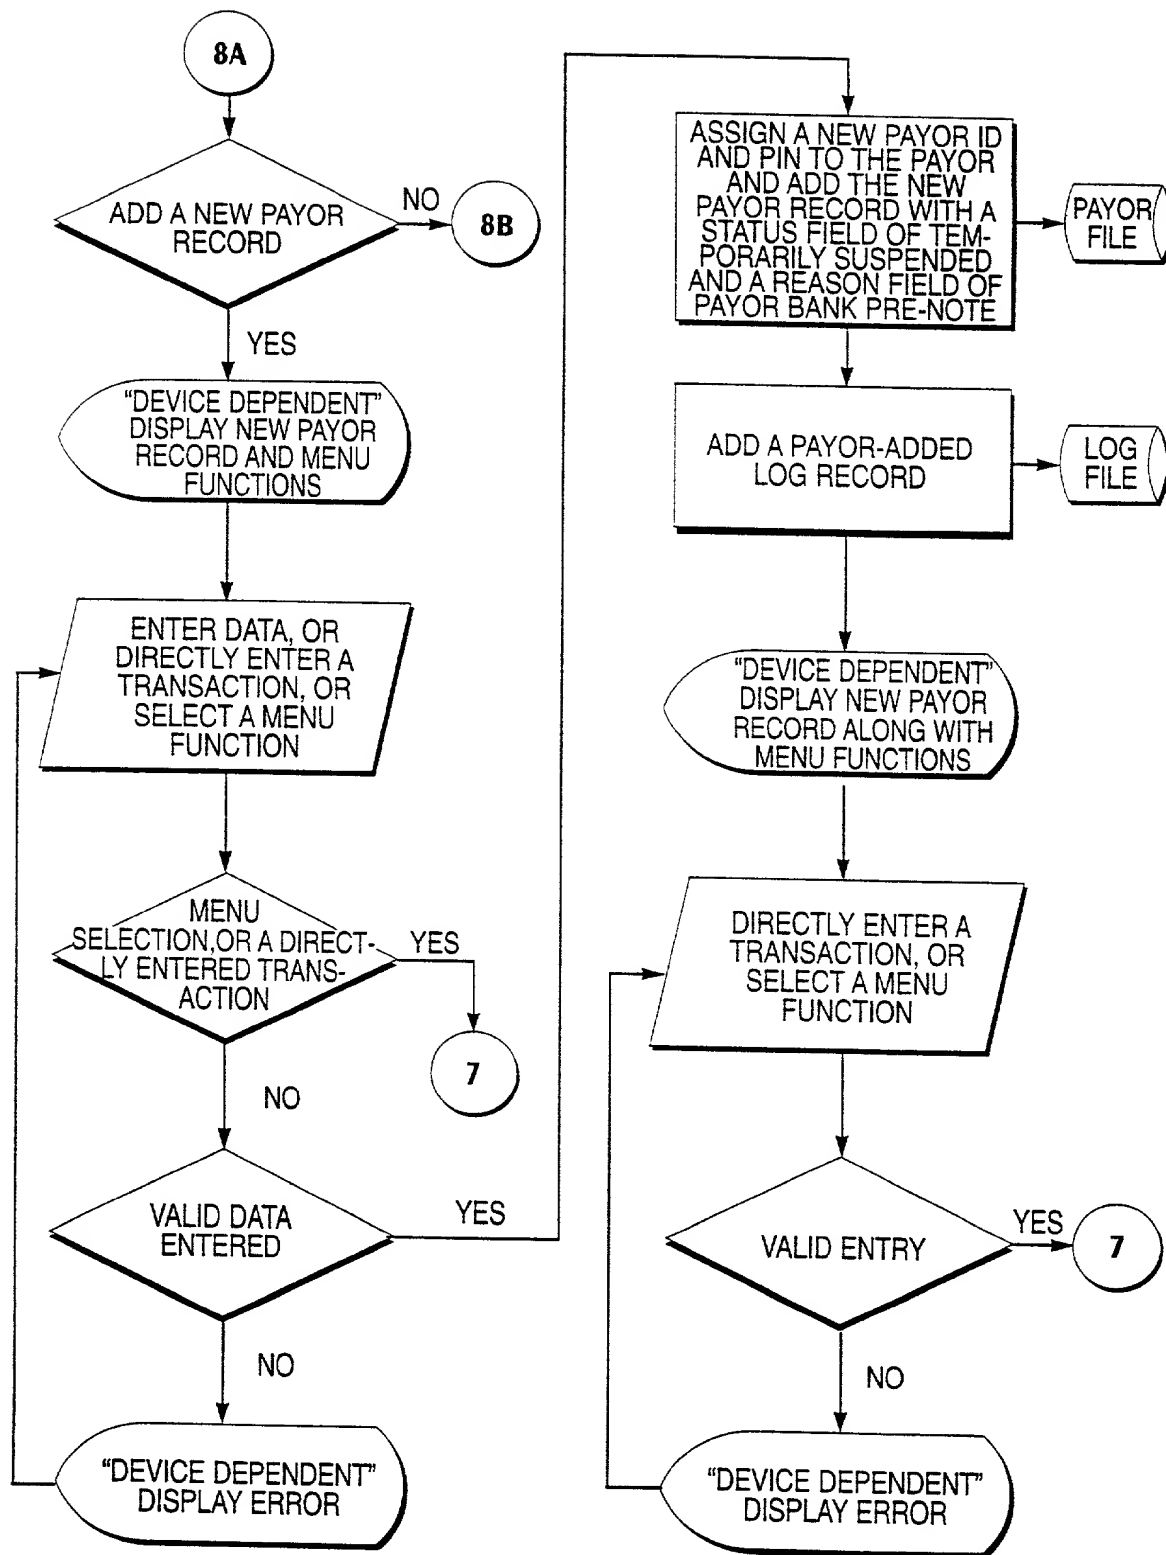 8A
ADD A NEW PAYOR
RECORD
NO
8B
YES
"DEVICE DEPENDENT"
DISPLAY NEW PAYOR
RECORD AND MENU
FUNCTIONS
ENTER DATA, OR
DIRECTLY ENTER A
TRANSACTION, OR
SELECT A MENU
FUNCTION
MENU
SELECTION,OR A DIRECT-
LY ENTERED TRANS-
ACTION
YES
7
NO
VALID DATA
ENTERED
YES
NO
"DEVICE DEPENDENT"
DISPLAY ERROR
ASSIGN A NEW PAYOR ID
AND PIN TO THE PAYOR
AND ADD THE NEW
PAYOR RECORD WITH A
STATUS FIELD OF TEM-
PORARILY SUSPENDED
AND A REASON FIELD OF
PAYOR BANK PRE-NOTE
PAYOR
FILE
ADD A PAYOR-ADDED
LOG RECORD
LOG
FILE
"DEVICE DEPENDENT"
DISPLAY NEW PAYOR
RECORD ALONG WITH
MENU FUNCTIONS
DIRECTLY ENTER A
TRANSACTION, OR
SELECT A MENU
FUNCTION
VALID ENTRY
YES
7
NO
"DEVICE DEPENDENT"
DISPLAY ERROR